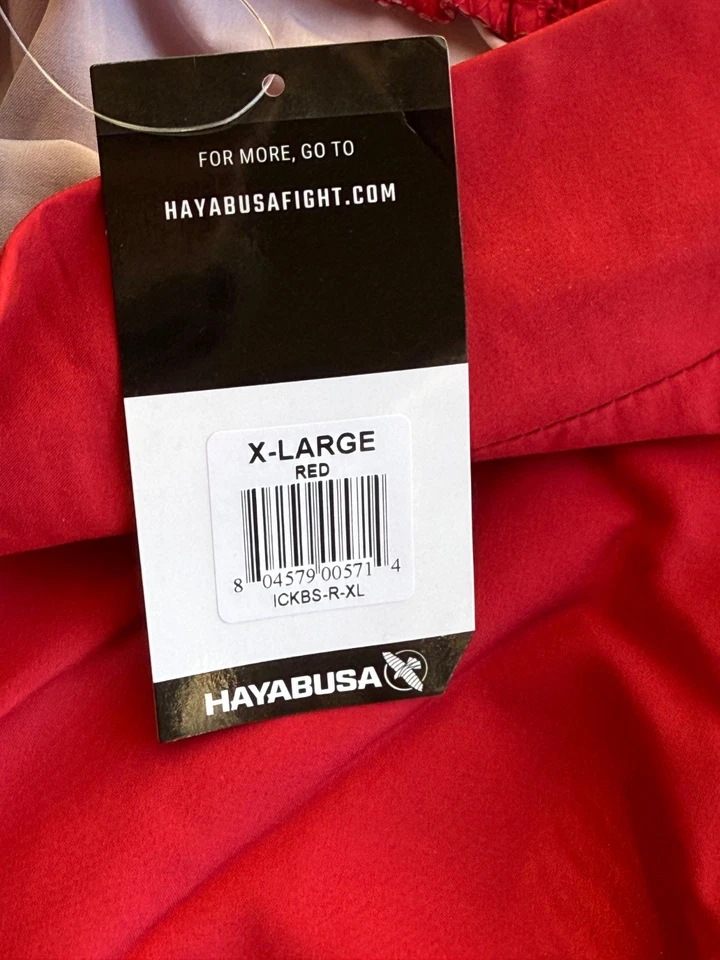 FOR MORE, GO TO
HAYABUSAFIGHT.COM
X-LARGE
RED
8 04579 00571 4
ICKBS-R-XL
HAYABUSA